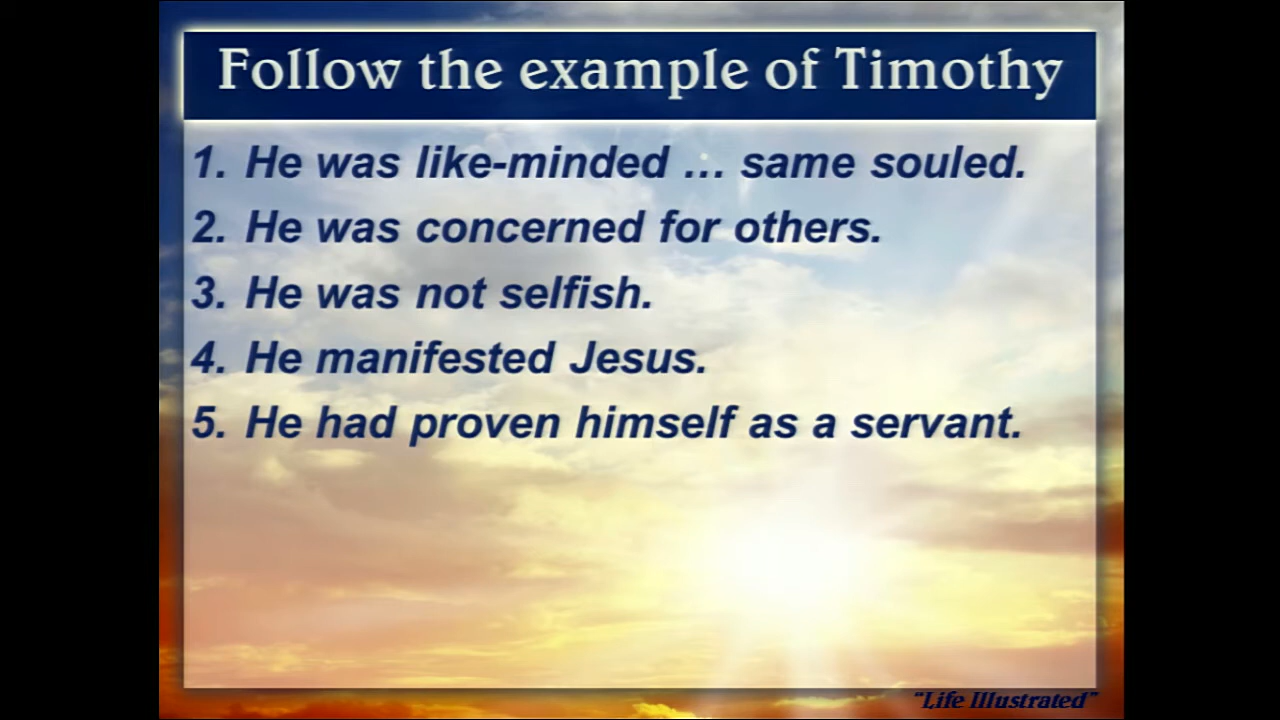 Follow the example of Timothy
1. He was like-minded … same souled.
2. He was concerned for others.
3. He was not selfish.
4. He manifested Jesus.
5. He had proven himself as a servant.
“Life Illustrated”